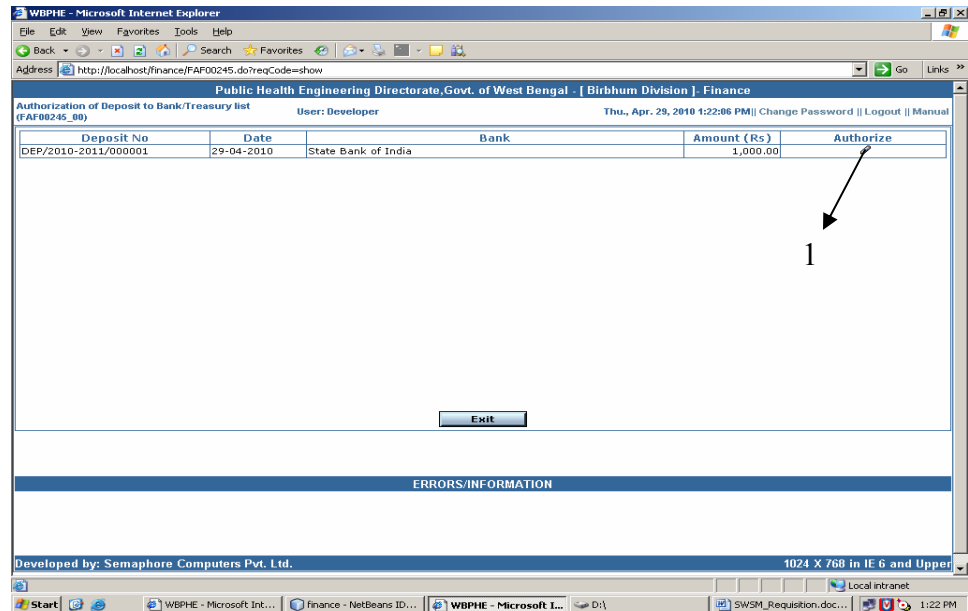 WBPHE - Microsoft Internet Explorer
File Edit View Favorites Tools Help
Back Search Favorites
Address http://localhost/finance/FAF00245.do?reqCode=show Go Links »
Public Health Engineering Directorate,Govt. of West Bengal - [ Birbhum Division ]- Finance
Authorization of Deposit to Bank/Treasury list (FAF00245_00) User: Developer Thu., Apr. 29, 2010 1:22:06 PM|| Change Password || Logout || Manual
Deposit No Date Bank Amount (Rs) Authorize
DEP/2010-2011/000001 29-04-2010 State Bank of India 1,000.00
1
Exit
ERRORS/INFORMATION
Developed by: Semaphore Computers Pvt. Ltd. 1024 X 768 in IE 6 and Upper
Local intranet
Start WBPHE - Microsoft Int... finance - NetBeans ID... WBPHE - Microsoft I... D:\ SWSM_Requisition.doc... 1:22 PM